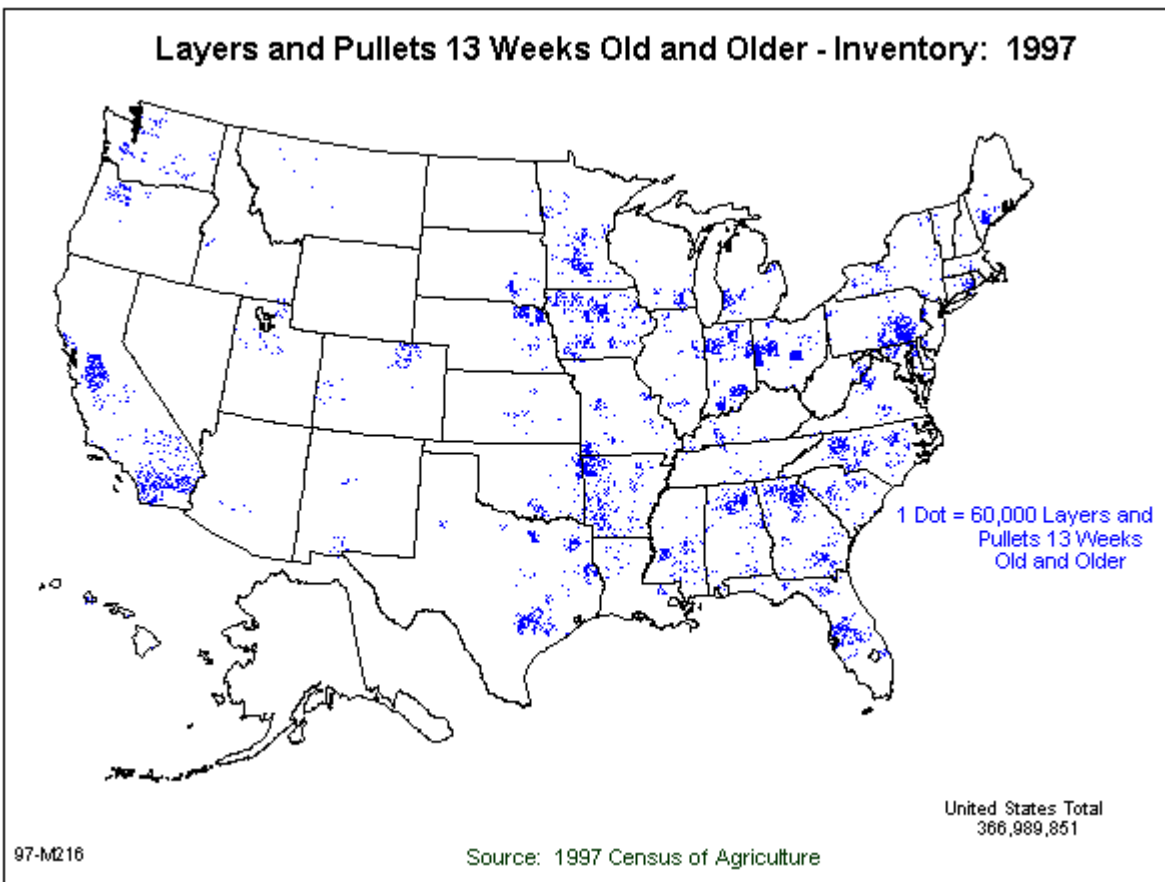 Layers and Pullets 13 Weeks Old and Older - Inventory: 1997
1 Dot = 60,000 Layers and
Pullets 13 Weeks
Old and Older
United States Total
366,989,851
97-M216
Source: 1997 Census of Agriculture